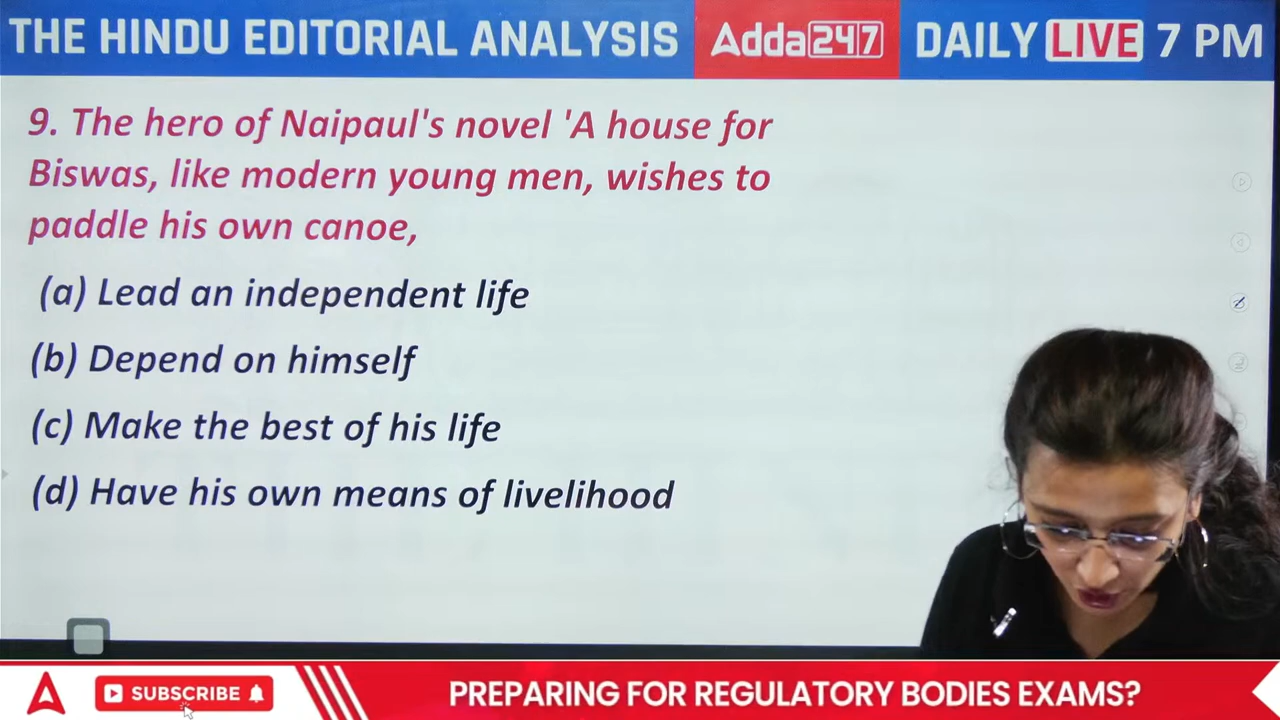 THE HINDU EDITORIAL ANALYSIS Adda247 DAILY LIVE 7 PM
9. The hero of Naipaul's novel 'A house for
Biswas, like modern young men, wishes to
paddle his own canoe,
(a) Lead an independent life
(b) Depend on himself
(c) Make the best of his life
(d) Have his own means of livelihood
SUBSCRIBE PREPARING FOR REGULATORY BODIES EXAMS?